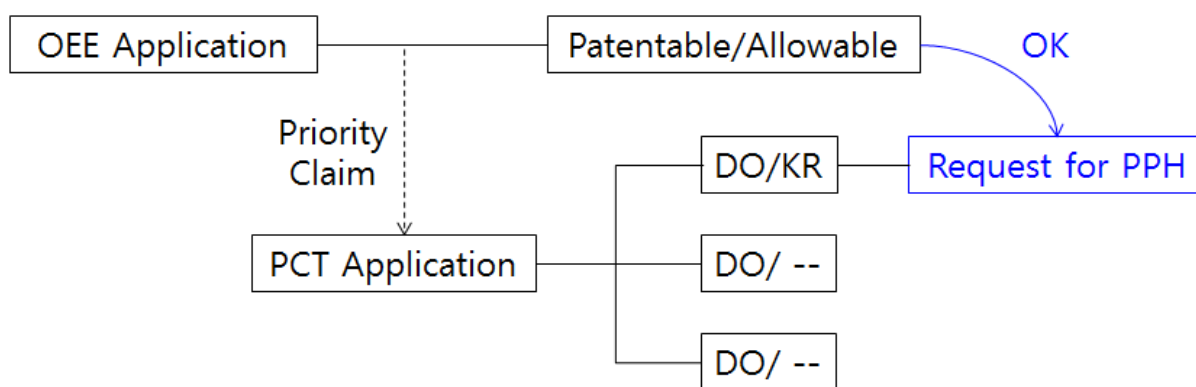 OEE Application
Patentable/Allowable
OK
Priority
Claim
DO/KR
Request for PPH
PCT Application
DO/ --
DO/ --